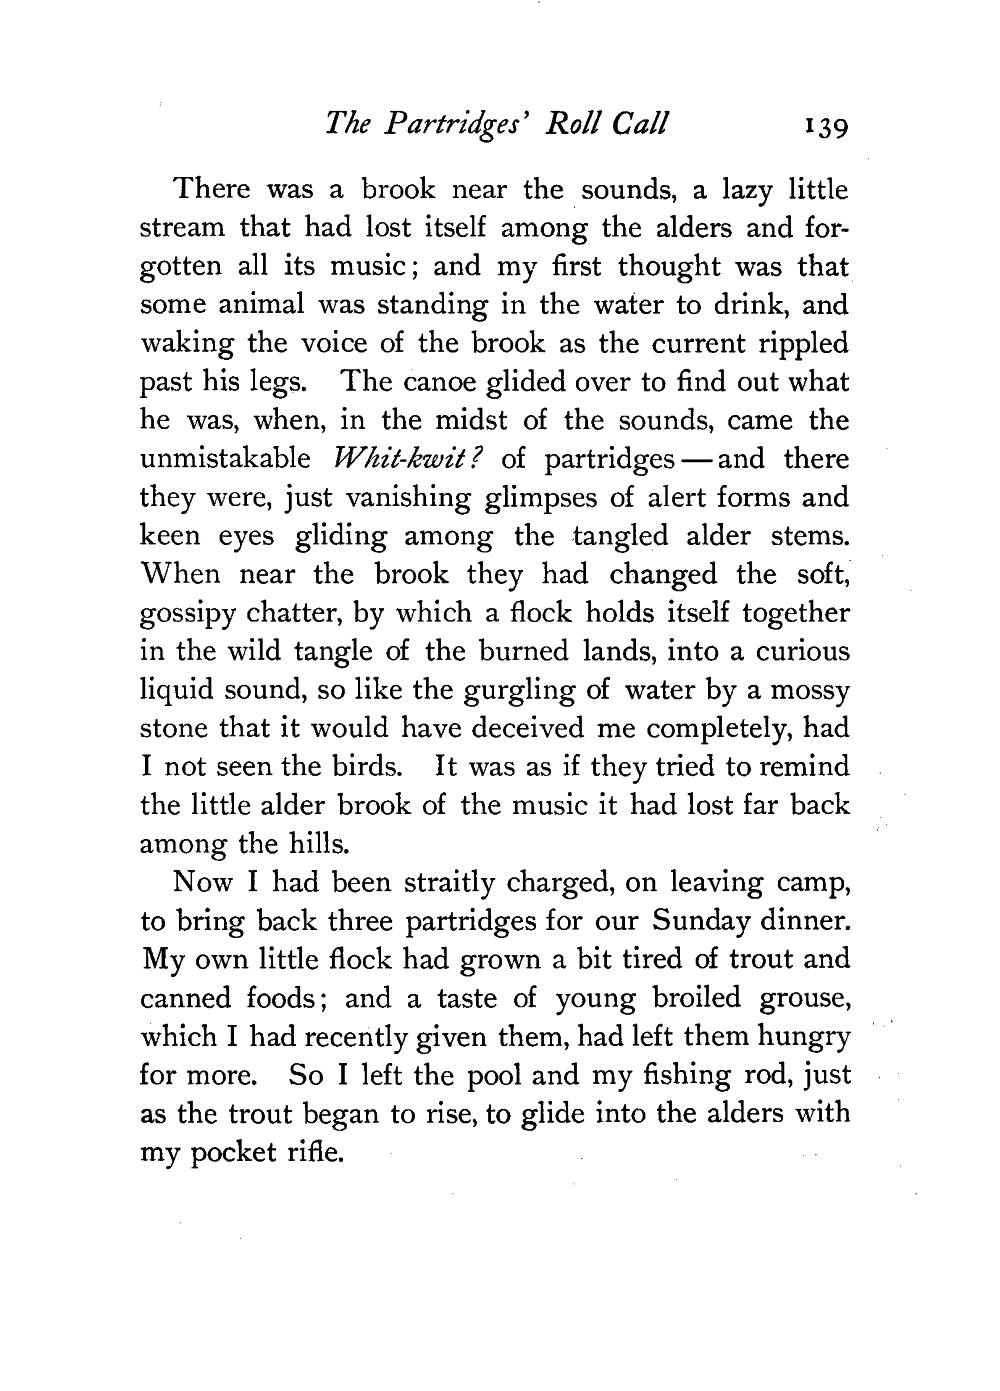 The Partridges' Roll Call 139
There was a brook near the sounds, a lazy little
stream that had lost itself among the alders and for-
gotten all its music; and my first thought was that
some animal was standing in the water to drink, and
waking the voice of the brook as the current rippled
past his legs. The canoe glided over to find out what
he was, when, in the midst of the sounds, came the
unmistakable Whit-kwit? of partridges — and there
they were, just vanishing glimpses of alert forms and
keen eyes gliding among the tangled alder stems.
When near the brook they had changed the soft,
gossipy chatter, by which a flock holds itself together
in the wild tangle of the burned lands, into a curious
liquid sound, so like the gurgling of water by a mossy
stone that it would have deceived me completely, had
I not seen the birds. It was as if they tried to remind
the little alder brook of the music it had lost far back
among the hills.
Now I had been straitly charged, on leaving camp,
to bring back three partridges for our Sunday dinner.
My own little flock had grown a bit tired of trout and
canned foods; and a taste of young broiled grouse,
which I had recently given them, had left them hungry
for more. So I left the pool and my fishing rod, just
as the trout began to rise, to glide into the alders with
my pocket rifle.